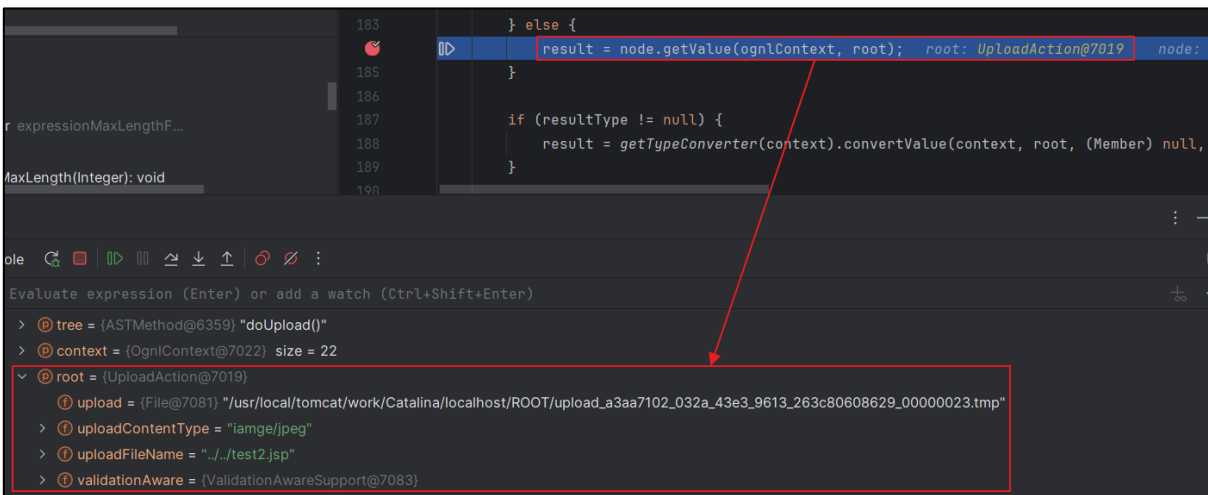 183 } else {
result = node.getValue(ognlContext, root); root: UploadAction@7019 node:
185 }
186
r expressionMaxLengthF... 187 if (resultType != null) {
188 result = getTypeConverter(context).convertValue(context, root, (Member) null,
MaxLength(Integer): void 189 }
190
ole
Evaluate expression (Enter) or add a watch (Ctrl+Shift+Enter)
tree = {ASTMethod@6359} "doUpload()"
context = {OgnlContext@7022} size = 22
root = {UploadAction@7019}
upload = {File@7081} "/usr/local/tomcat/work/Catalina/localhost/ROOT/upload_a3aa7102_032a_43e3_9613_263c80608629_00000023.tmp"
uploadContentType = "iamge/jpeg"
uploadFileName = "../../test2.jsp"
validationAware = {ValidationAwareSupport@7083}